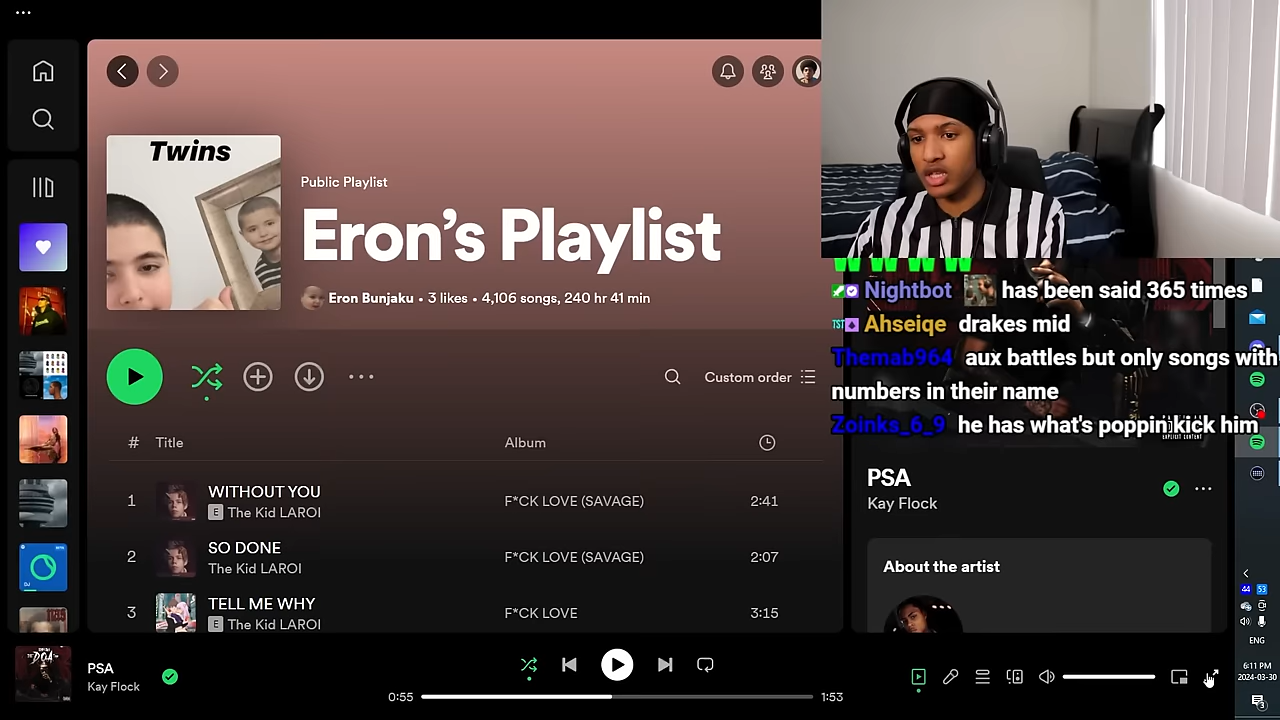 Twins
Public Playlist
Eron's Playlist
Eron Bunjaku • 3 likes • 4,106 songs, 240 hr 41 min
Custom order
# Title Album
1 WITHOUT YOU F*CK LOVE (SAVAGE) 2:41
E The Kid LAROI
2 SO DONE F*CK LOVE (SAVAGE) 2:07
The Kid LAROI
3 TELL ME WHY F*CK LOVE 3:15
E The Kid LAROI
Nightbot has been said 365 times
Ahseiqe drakes mid
Themab964 aux battles but only songs with
numbers in their name
Zoinks_6_9 he has what's poppin kick him
EXPLICIT CONTENT
PSA
Kay Flock
About the artist
PSA
Kay Flock
0:55
1:53
44 53
ENG
6:11 PM
2024-03-30
DJ